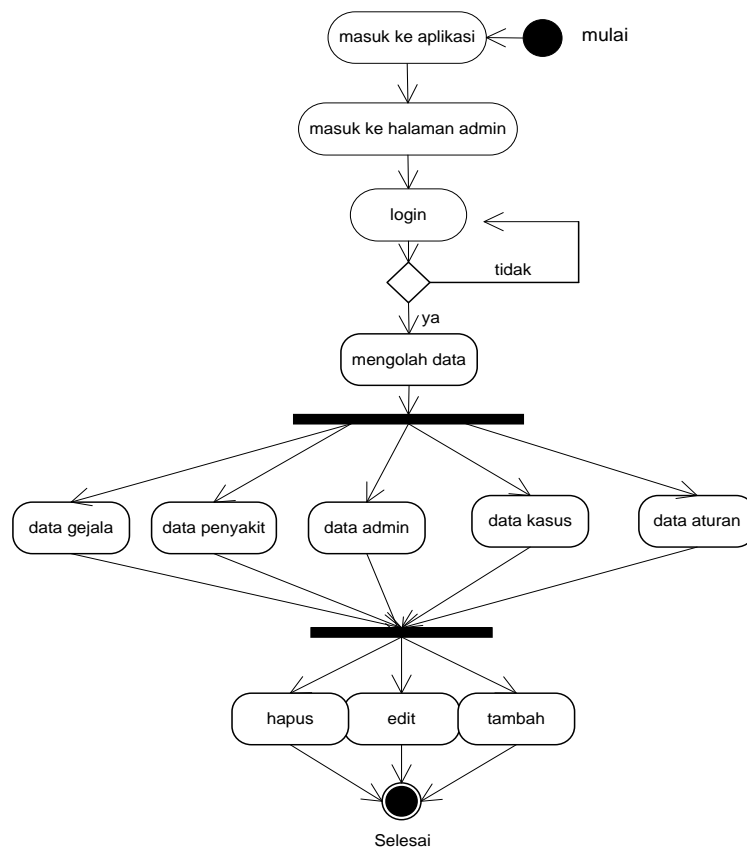 masuk ke aplikasi
mulai
masuk ke halaman admin
login
tidak
ya
mengolah data
data gejala
data penyakit
data admin
data kasus
data aturan
hapus
edit
tambah
Selesai